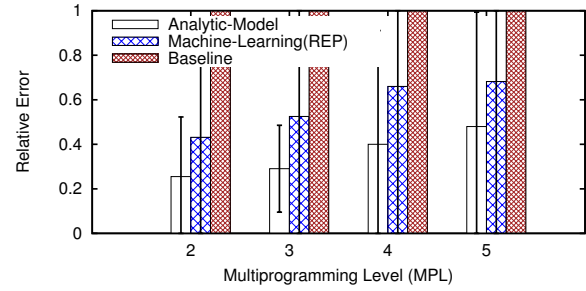 1
Analytic-Model
Machine-Learning(REP)
Baseline
0.8
0.6
0.4
0.2
0
Relative Error
2 3 4 5
Multiprogramming Level (MPL)